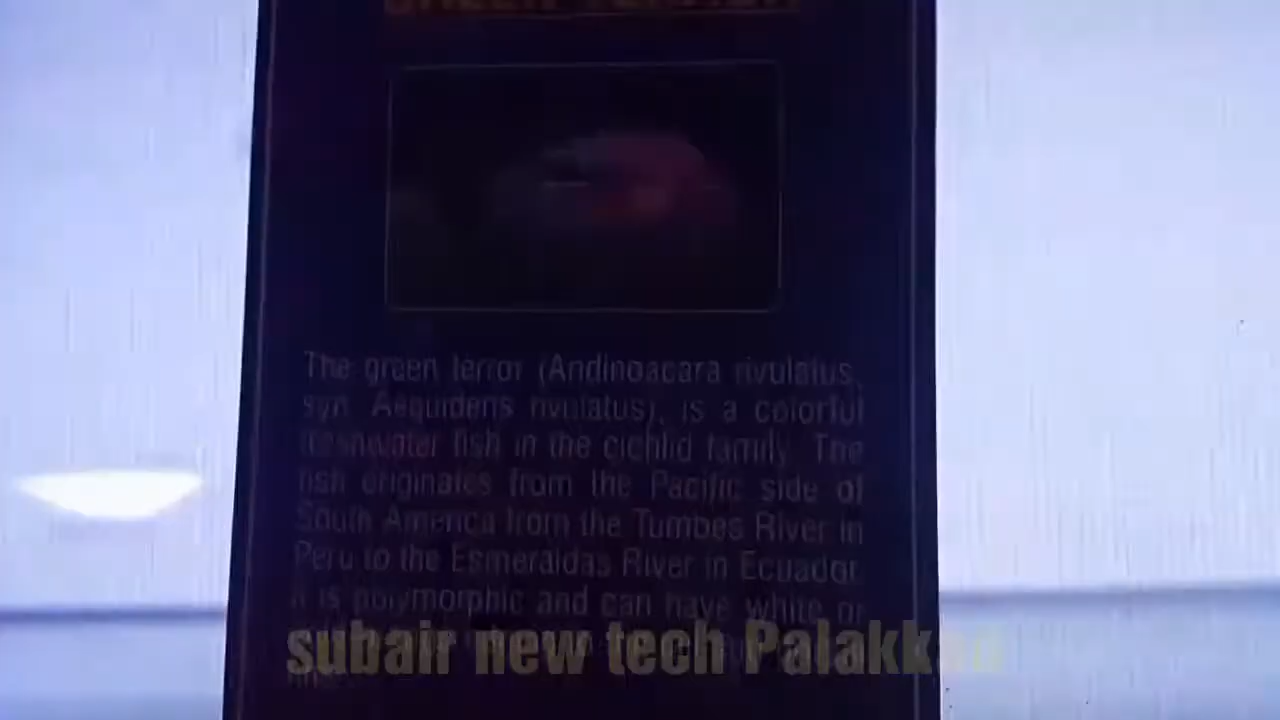 GREEN TERROR
The green terror (Andinoacara rivulatus,
syn. Aequidens rivulatus), is a colorful
freshwater fish in the cichlid family. The
fish originates from the Pacific side of
South America from the Tumbes River in
Peru to the Esmeraldas River in Ecuador.
It is polymorphic and can have white or
subair new tech Palakkad